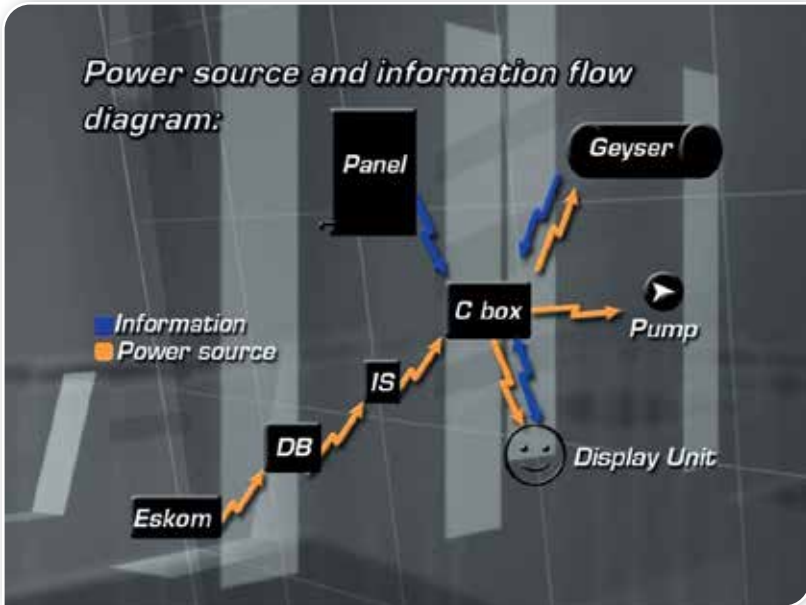 Power source and information flow
diagram:
Panel
Geyser
C box
Pump
Information
Power source
IS
DB
Display Unit
Eskom